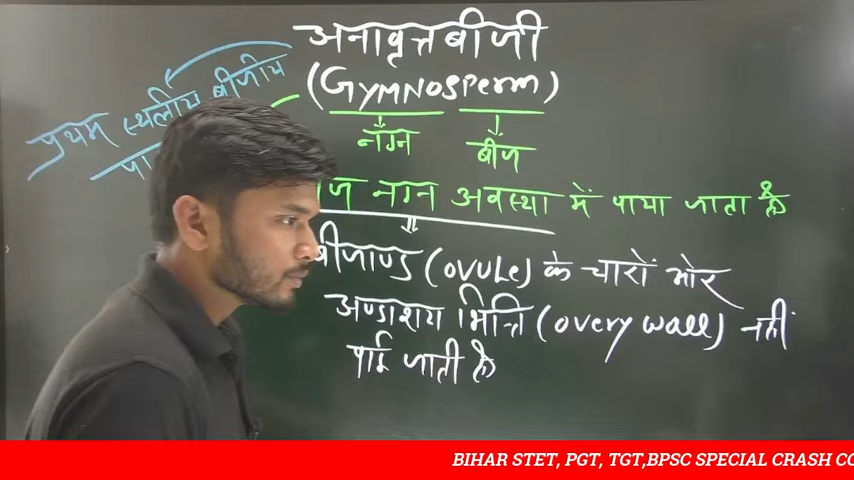 अनावृत्तबीजी
(GYMNOSPerm)
प्रथम स्थलीय बीजीय
पा
नग्न
बीज
नग्न अवस्था में पाया जाता है
बीजाण्ड (OVULe) के चारों ओर
अण्डाशय भित्ति (overy wall) नहीं
पाई जाती है
BIHAR STET, PGT, TGT,BPSC SPECIAL CRASH CO